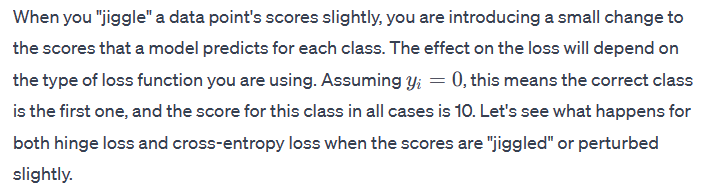 When you "jiggle" a data point's scores slightly, you are introducing a small change to
the scores that a model predicts for each class. The effect on the loss will depend on
the type of loss function you are using. Assuming yᵢ = 0, this means the correct class
is the first one, and the score for this class in all cases is 10. Let's see what happens for
both hinge loss and cross-entropy loss when the scores are "jiggled" or perturbed
slightly.